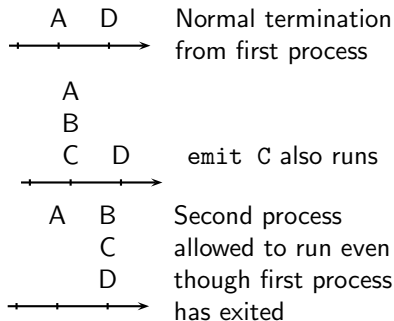 A D Normal termination
from first process
A
B
C D emit C also runs
A B Second process
C allowed to run even
D though first process
has exited